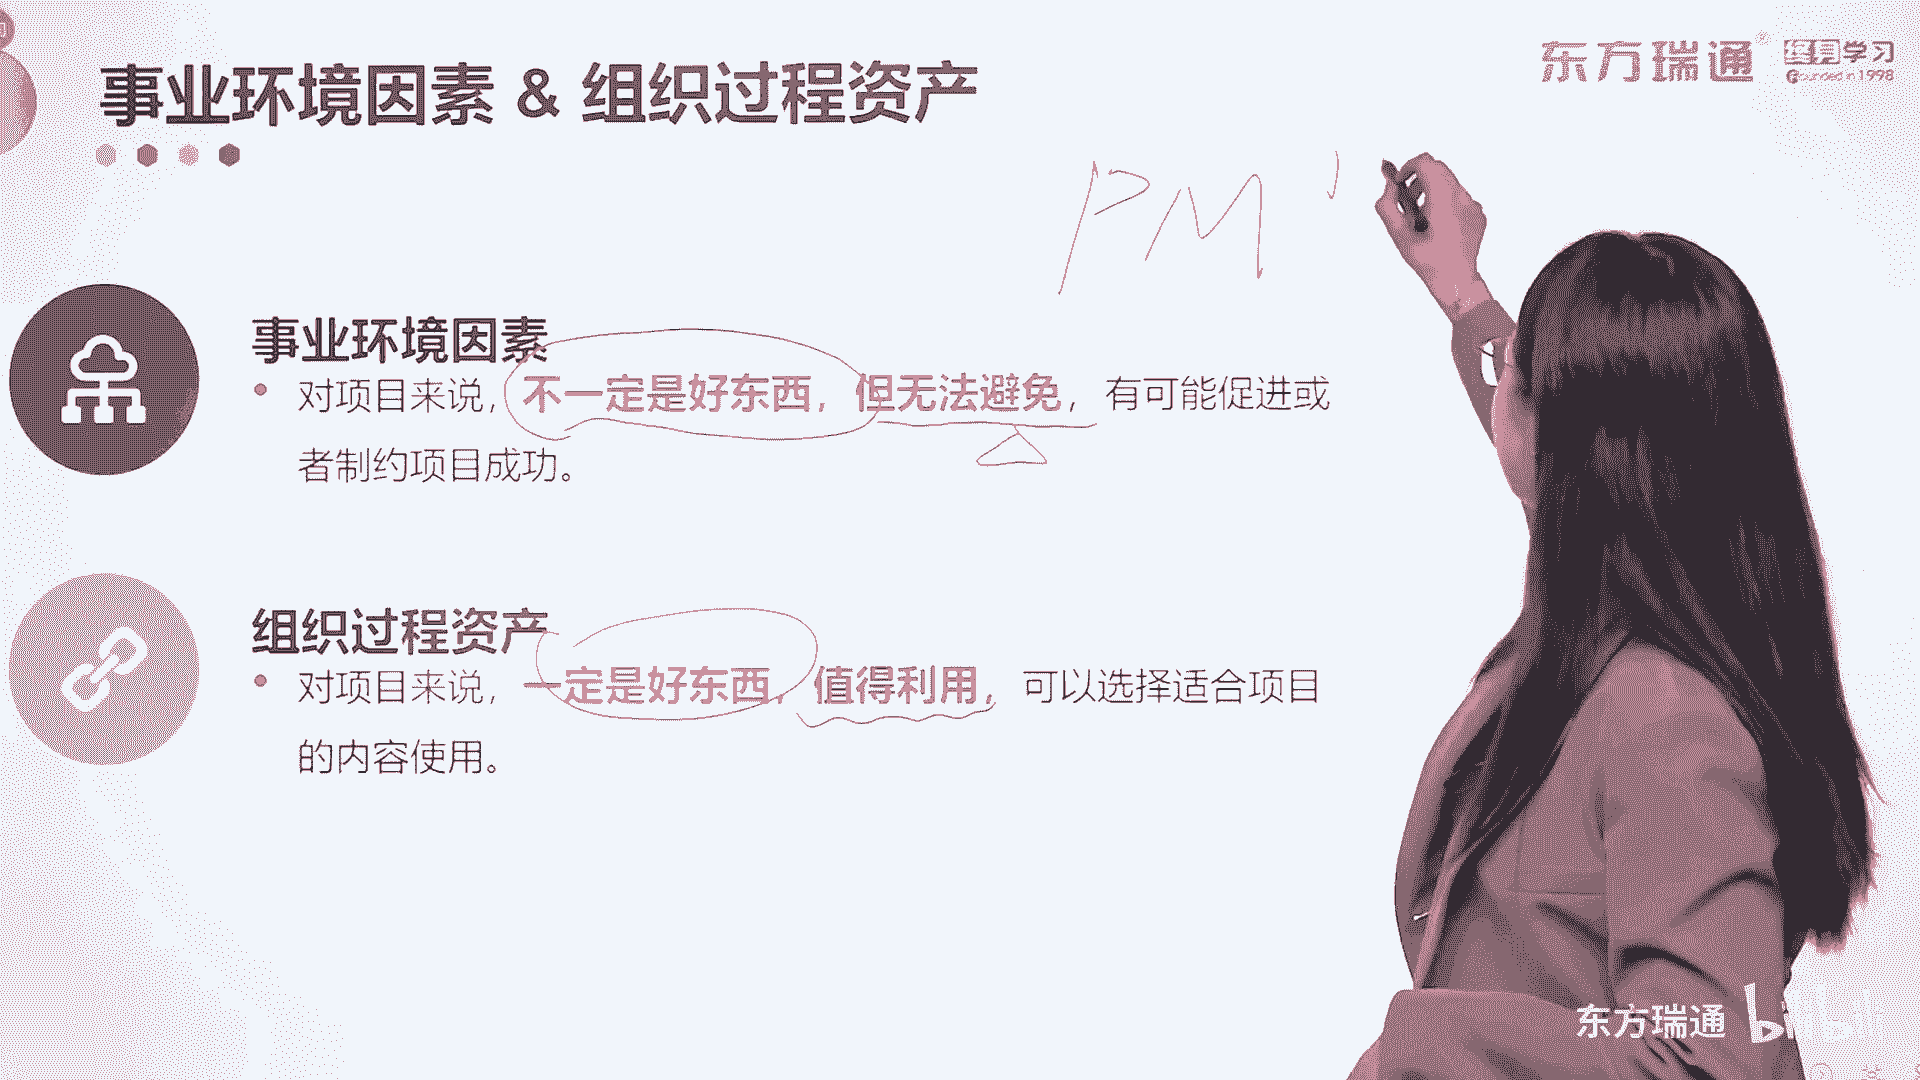 东方瑞通® 终身学习
Founded in 1998
事业环境因素 & 组织过程资产
PM
事业环境因素
对项目来说，不一定是好东西，但无法避免，有可能促进或
者制约项目成功。
组织过程资产
对项目来说，一定是好东西，值得利用，可以选择适合项目
的内容使用。
东方瑞通 bilibili